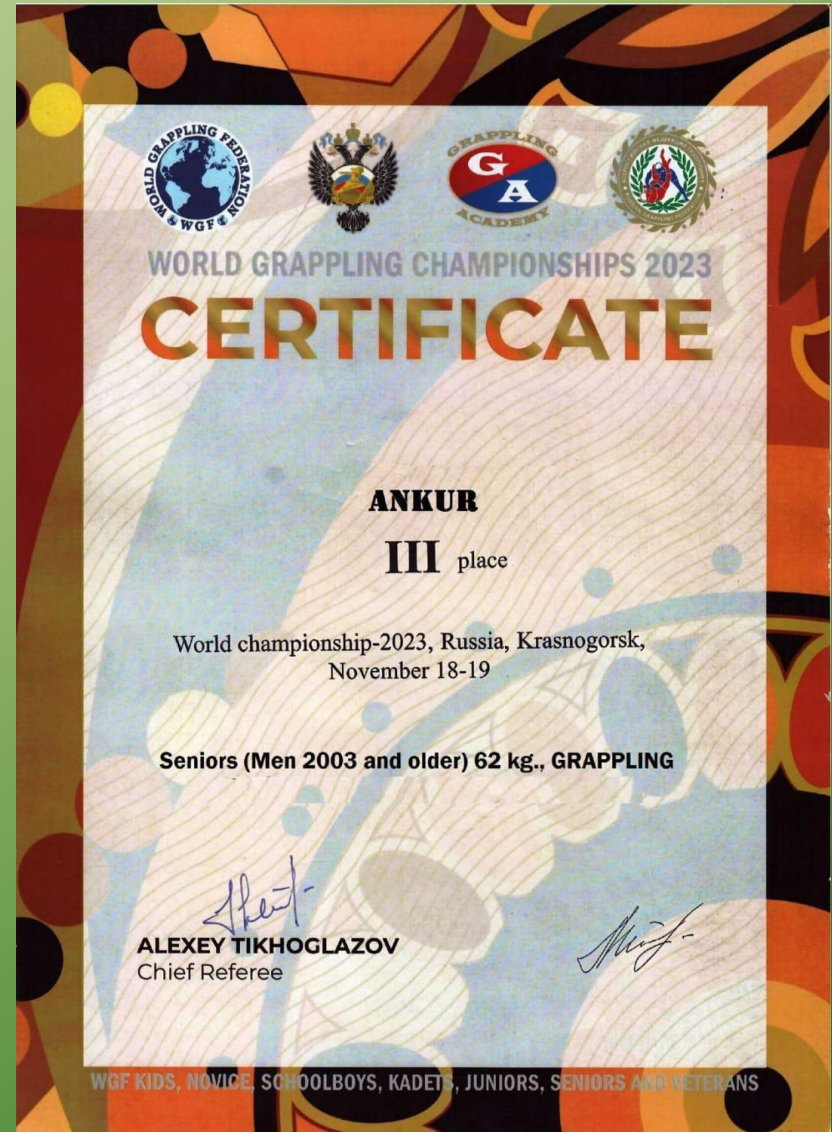 WORLD GRAPPLING FEDERATION
WGF
GRAPPLING
GA
ACADEMY
WORLD GRAPPLING CHAMPIONSHIPS 2023
CERTIFICATE
ANKUR
III place
World championship-2023, Russia, Krasnogorsk,
November 18-19
Seniors (Men 2003 and older) 62 kg., GRAPPLING
ALEXEY TIKHOGLAZOV
Chief Referee
WGF KIDS, NOVICE, SCHOOLBOYS, KADETS, JUNIORS, SENIORS AND VETERANS